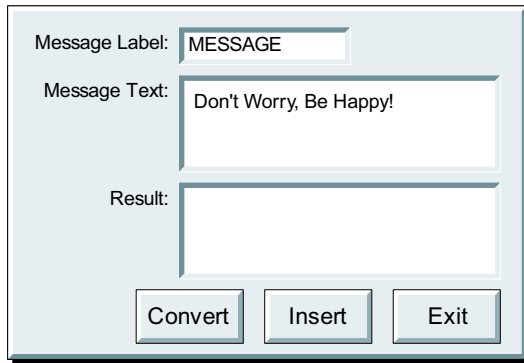 Message Label: MESSAGE
Message Text: Don't Worry, Be Happy!
Result:
Convert Insert Exit